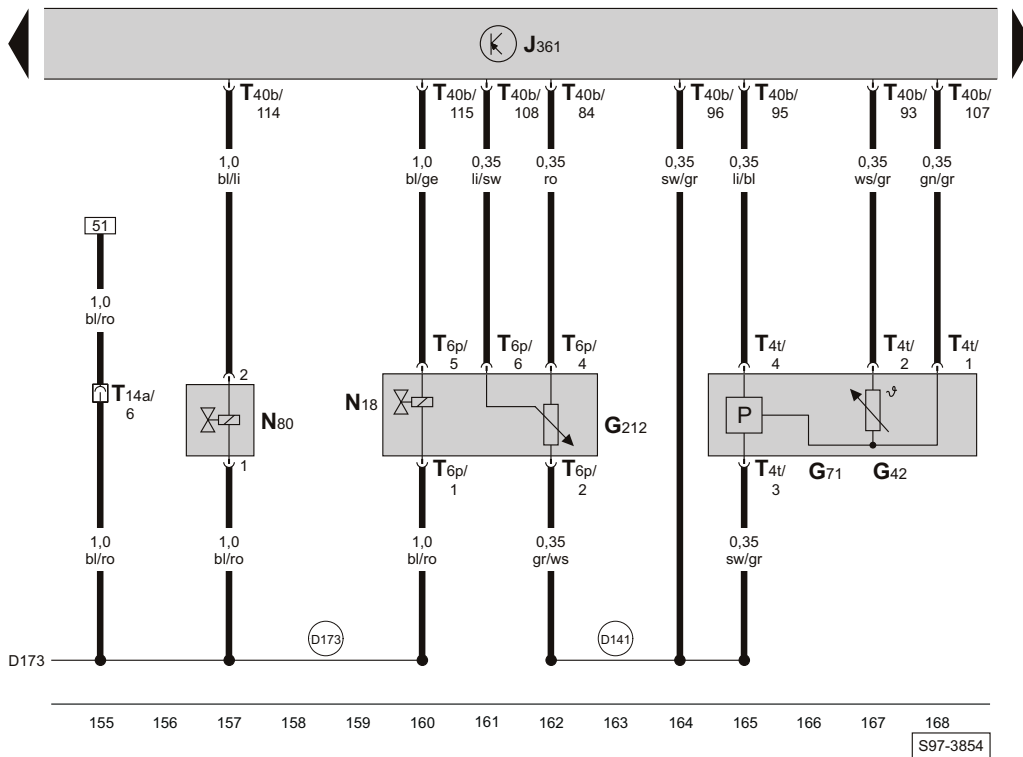 J361
T40b/ T40b/ T40b/ T40b/ T40b/ T40b/ T40b/ T40b/
114 115 108 84 96 95 93 107
1,0 1,0 0,35 0,35 0,35 0,35 0,35 0,35
bl/li bl/ge li/sw ro sw/gr li/bl ws/gr gn/gr
51
1,0
bl/ro
T6p/ T6p/ T6p/ T4t/ T4t/ T4t/
5 6 4 4 2 1
T14a/
6
2
N80
1
N18
G212
P
ϑ
T6p/ T6p/ T4t/
1 2 3
G71 G42
1,0 1,0 1,0 0,35 0,35
bl/ro bl/ro bl/ro gr/ws sw/gr
D173 D141
D173
155 156 157 158 159 160 161 162 163 164 165 166 167 168
S97-3854